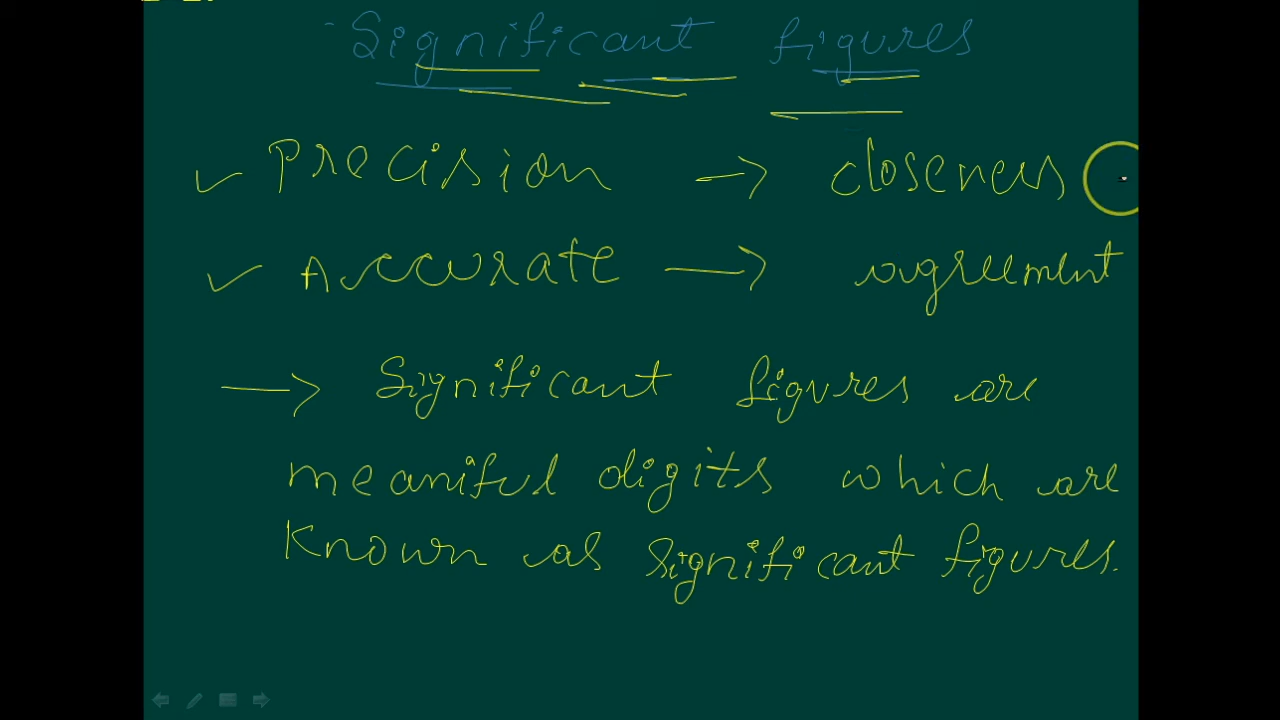 Significant figures
✓ Precision → closeness
✓ Accurate → agreement
→ Significant figures are
meaniful digits which are
Known as significant figures.